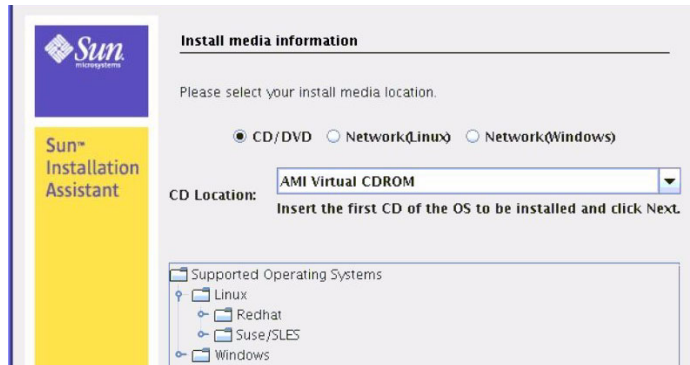 Sun
microsystems
Sun™
Installation
Assistant
Install media information
Please select your install media location.
CD/DVD Network(Linux) Network(Windows)
CD Location:
AMI Virtual CDROM
Insert the first CD of the OS to be installed and click Next.
Supported Operating Systems
Linux
Redhat
Suse/SLES
Windows